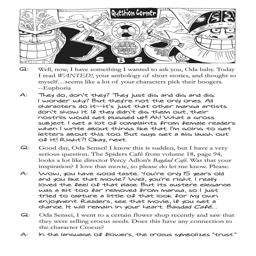 Question Corner
Q: Well, now, I have something I wanted to ask you, Oda baby. Today
I read WANTED!, your anthology of short stories, and thought to
myself...seems like a lot of your characters pick their boogers.
--Euphoria
A: They do, don't they? They just dig and dig and dig.
I wonder why? But they're not the only ones. All
characters do it--it's just that other manga artists
don't show it. If they didn't dig them out, their
nostrils would get plugged up! Ah! What a gross
subject. I get a lot of complaints from female readers
when I write about things like that. I'm going to get
letters about this too. But guys get a big laugh out
of it! Right? Okay, next.
Q: Good day, Oda Sensei! I know this is sudden, but I have a very
serious question. The Spiders Café from volume 18, page 94,
looks a lot like director Percy Adlon's Bagdad Café. Was that your
inspiration? I love that movie, so please do let me know. Please.
A: Wow, you have good taste. You're only 15 years old
and you like that movie? Well, you're right. I really
loved the feel of that place. But its austere elegance
was a bit too far removed from manga, so I just
tried to capture a little of that look for my own
enjoyment. Readers, see that movie, if you get a
chance. It will remain in your heart. Bagdad Café...
Q: Oda Sensei, I went to a certain flower shop recently and saw that
they were selling crocus seeds. Does this have any connection to
the character Crocus?
A: In the language of flowers, the crocus symbolizes "trust"